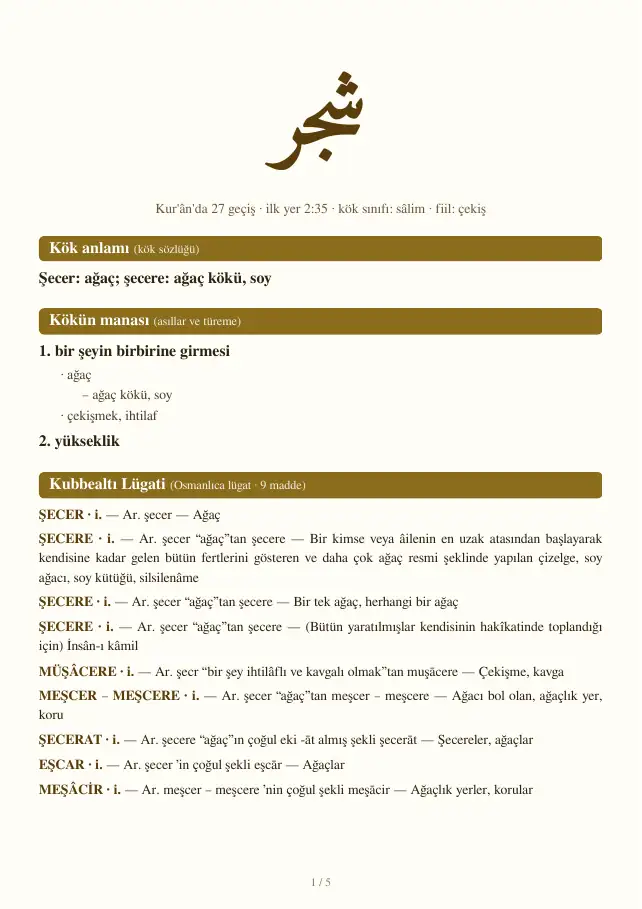 شجر
Kur'ân'da 27 geçiş · ilk yer 2:35 · kök sınıfı: sâlim · fiil: çekiş
Kök anlamı (kök sözlüğü)
Şecer: ağaç; şecere: ağaç kökü, soy
Kökün manası (asıllar ve türeme)
1. bir şeyin birbirine girmesi
· ağaç
– ağaç kökü, soy
· çekişmek, ihtilaf
2. yükseklik
Kubbealtı Lügati (Osmanlıca lügat · 9 madde)
ŞECER · i. — Ar. şecer — Ağaç
ŞECERE · i. — Ar. şecer “ağaç”tan şecere — Bir kimse veya âilenin en uzak atasından başlayarak
kendisine kadar gelen bütün fertlerini gösteren ve daha çok ağaç resmi şeklinde yapılan çizelge, soy
ağacı, soy kütüğü, silsilenâme
ŞECERE · i. — Ar. şecer “ağaç”tan şecere — Bir tek ağaç, herhangi bir ağaç
ŞECERE · i. — Ar. şecer “ağaç”tan şecere — (Bütün yaratılmışlar kendisinin hakîkatinde toplandığı
için) İnsân-ı kâmil
MÜŞÂCERE · i. — Ar. şecr “bir şey ihtilâflı ve kavgalı olmak”tan muşācere — Çekişme, kavga
MEŞCER – MEŞCERE · i. — Ar. şecer “ağaç”tan meşcer – meşcere — Ağacı bol olan, ağaçlık yer,
koru
ŞECERAT · i. — Ar. şecere “ağaç”ın çoğul eki -āt almış şekli şecerāt — Şecereler, ağaçlar
EŞCAR · i. — Ar. şecer ’in çoğul şekli eşcār — Ağaçlar
MEŞÂCİR · i. — Ar. meşcer – meşcere ’nin çoğul şekli meşācir — Ağaçlık yerler, korular
1 / 5